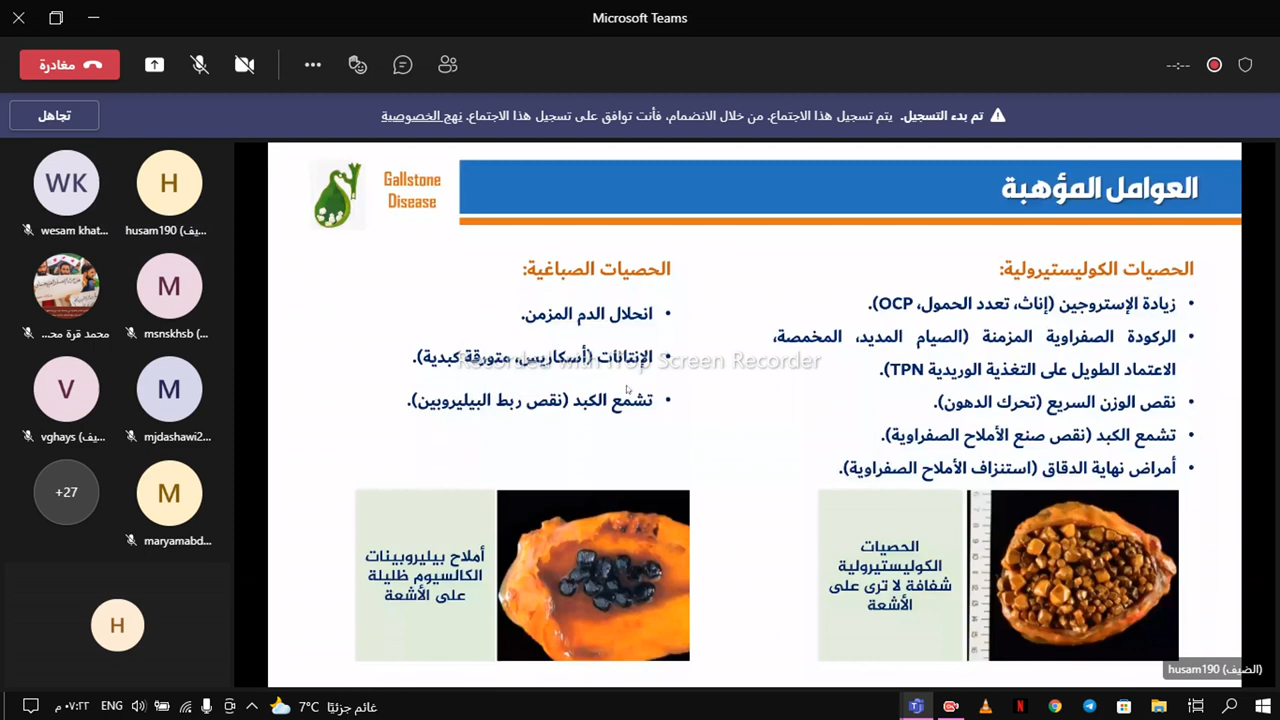 Microsoft Teams
مغادرة
--:--
تم بدء التسجيل. يتم تسجيل هذا الاجتماع. من خلال الانضمام، فأنت توافق على تسجيل هذا الاجتماع. نهج الخصوصية
تجاهل
WK
H
wesam khat...
husam190 (ضيف)...
M
محمد قرة محـ...
msnskhsb (
V
M
vghays (ضيف)...
mjdashawi2...
+27
M
maryamabd...
H
Gallstone
Disease
العوامل المؤهبة
الحصيات الكوليستيرولية:
• زيادة الإستروجين (إناث، تعدد الحمول، OCP).
• الركودة الصفراوية المزمنة (الصيام المديد، المخمصة،
الاعتماد الطويل على التغذية الوريدية TPN).
• نقص الوزن السريع (تحرك الدهون).
• تشمع الكبد (نقص صنع الأملاح الصفراوية).
• أمراض نهاية الدقاق (استنزاف الأملاح الصفراوية).
الحصيات
الكوليستيرولية
شفافة لا ترى على
الأشعة
الحصيات الصباغية:
• انحلال الدم المزمن.
• الإنتانات (أسكاريس، متورقة كبدية).
• تشمع الكبد (نقص ربط البيليروبين).
أملاح بيليروبينات
الكالسيوم ظليلة
على الأشعة
Recorded with iTop Screen Recorder
husam190 (الضيف)
٠٧:٢٢ م
ENG
7°C غائم جزئيًا